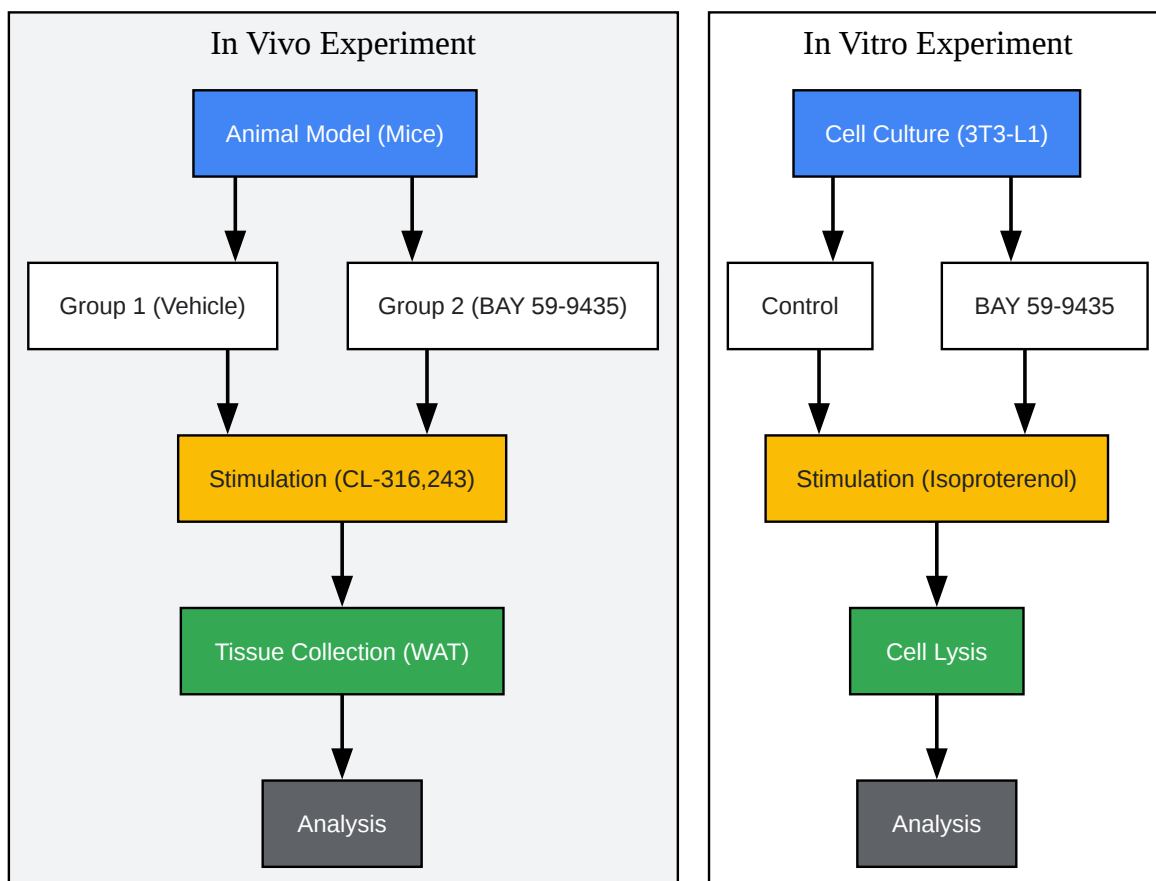 In Vivo Experiment
Animal Model (Mice)
Group 1 (Vehicle)
Group 2 (BAY 59-9435)
Stimulation (CL-316,243)
Tissue Collection (WAT)
Analysis
In Vitro Experiment
Cell Culture (3T3-L1)
Control
BAY 59-9435
Stimulation (Isoproterenol)
Cell Lysis
Analysis